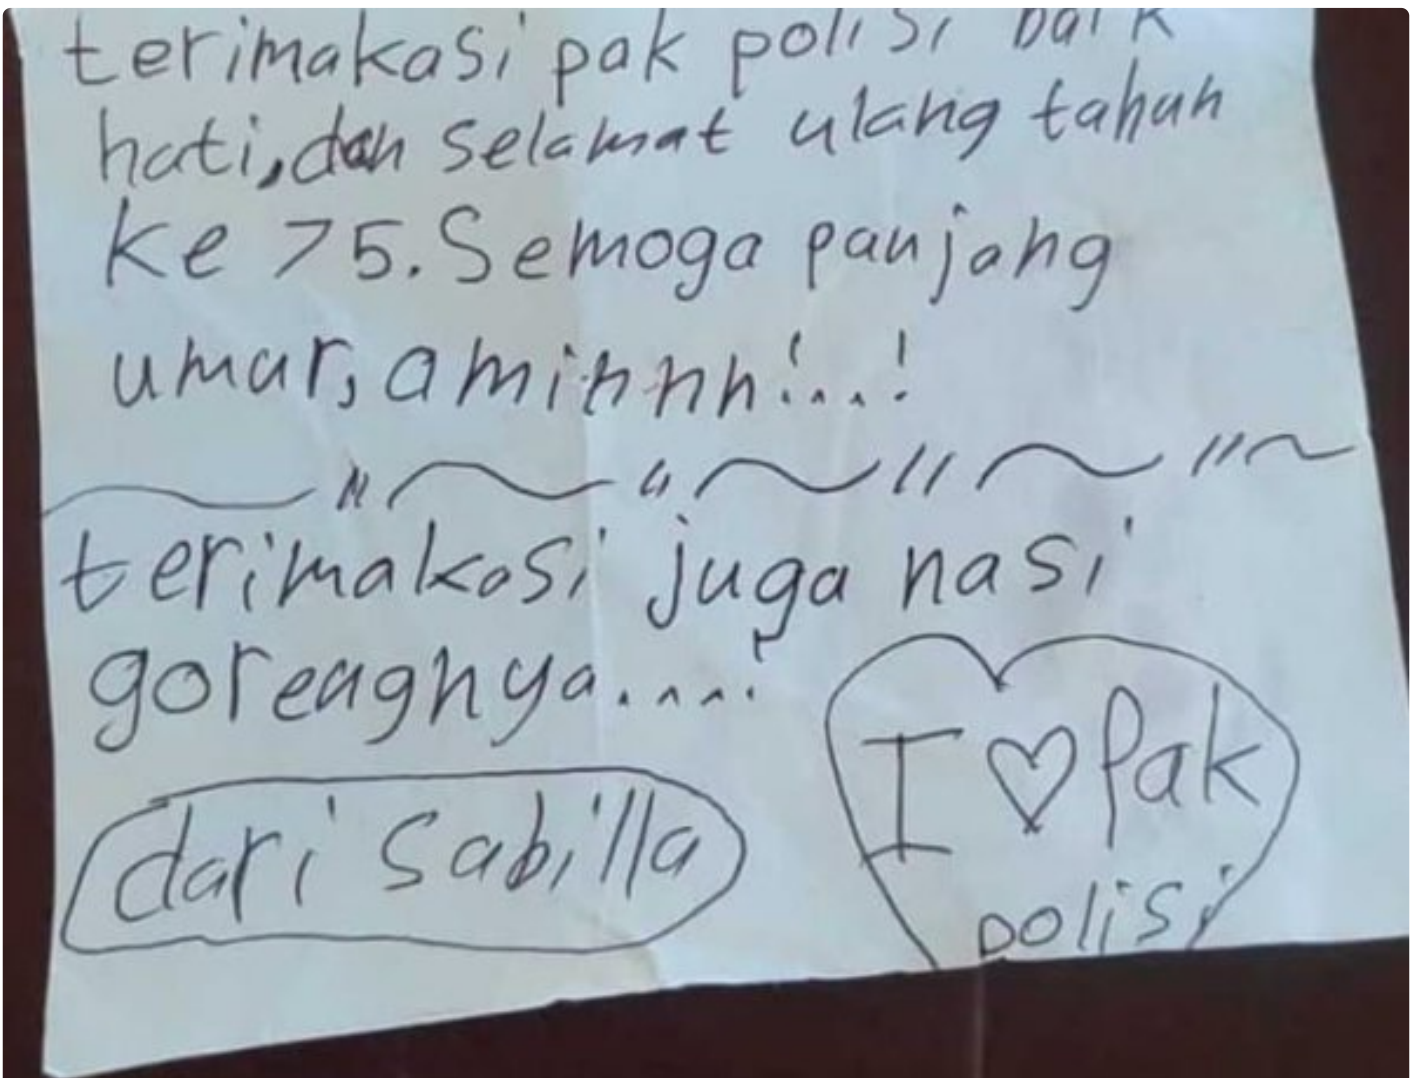 terimakasi pak polisi baik
hati, dan selamat ulang tahun
ke 75. Semoga panjang
umur, aminnnn!...!
terimakasi juga nasi
goreagnya....!
dari Sabilla
I ♡ Pak
polisi